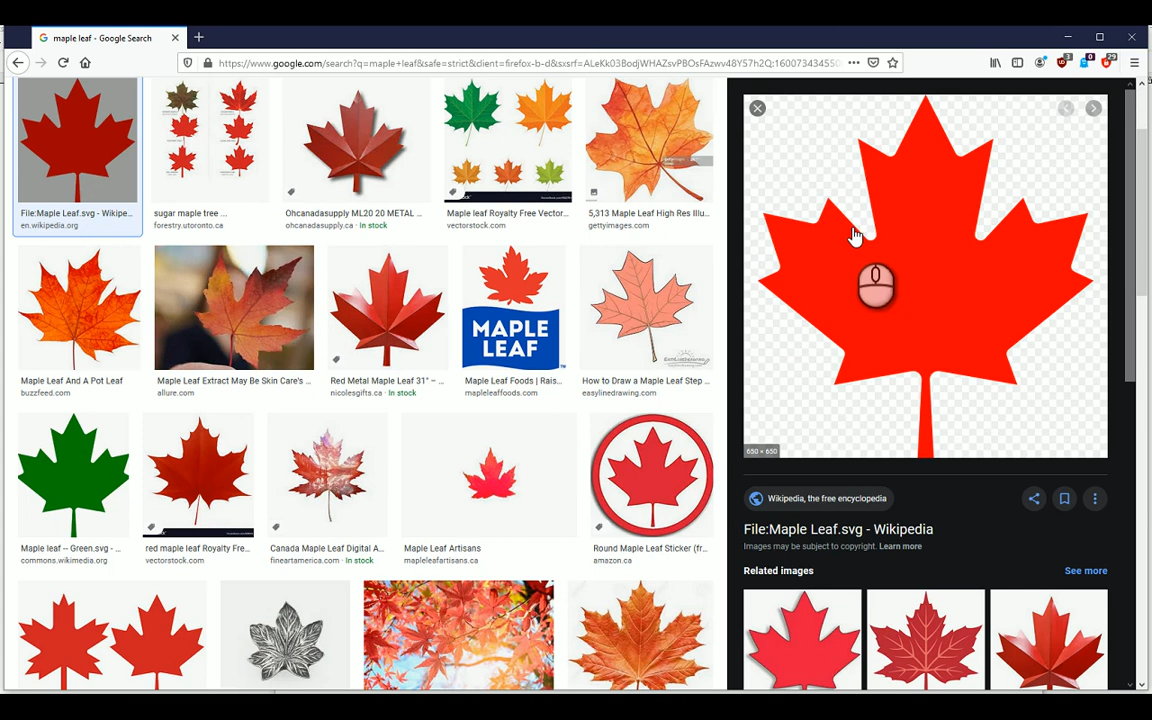 maple leaf - Google Search
https://www.google.com/search?q=maple+leaf&safe=strict&client=firefox-b-d&sxsrf=ALeKk03BodjWHAZsvPBOsFAzwv48YS7h2Q:1600734345
3
0
29
File:Maple Leaf.svg - Wikipe...
en.wikipedia.org
sugar maple tree ...
forestry.utoronto.ca
Ohcanadasupply ML20 20 METAL ...
ohcanadasupply.ca · In stock
Maple leaf Royalty Free Vector...
vectorstock.com
5,313 Maple Leaf High Res Illu...
gettyimages.com
MAPLE
LEAF
Maple Leaf And A Pot Leaf
buzzfeed.com
Maple Leaf Extract May Be Skin Care's ...
allure.com
Red Metal Maple Leaf 31" – ...
nicolesgifts.ca · In stock
Maple Leaf Foods | Rais...
mapleleaffoods.com
How to Draw a Maple Leaf Step ...
easylinedrawing.com
Maple leaf -- Green.svg - ...
commons.wikimedia.org
red maple leaf Royalty Fre...
vectorstock.com
Canada Maple Leaf Digital A...
fineartamerica.com · In stock
Maple Leaf Artisans
mapleleafartisans.ca
Round Maple Leaf Sticker (fr...
amazon.ca
650 × 650
Wikipedia, the free encyclopedia
File:Maple Leaf.svg - Wikipedia
Images may be subject to copyright. Learn more
Related images
See more